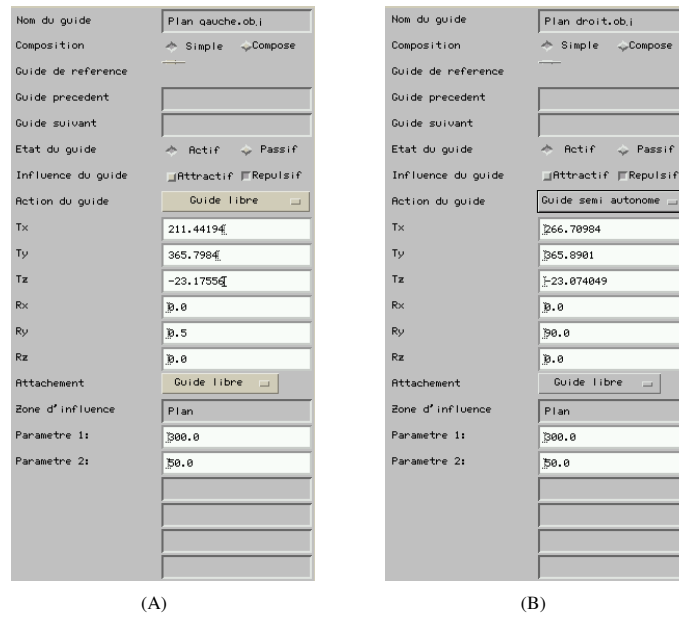 Nom du guide Plan gauche.obj
Composition Simple Compose
Guide de reference
Guide precedent
Guide suivant
Etat du guide Actif Passif
Influence du guide Attractif Repulsif
Action du guide Guide libre
Tx 211.44194
Ty 365.7984
Tz -23.17556
Rx 0.0
Ry 0.5
Rz 0.0
Attachement Guide libre
Zone d'influence Plan
Parametre 1: 300.0
Parametre 2: 50.0
(A)
Nom du guide Plan droit.obj
Composition Simple Compose
Guide de reference
Guide precedent
Guide suivant
Etat du guide Actif Passif
Influence du guide Attractif Repulsif
Action du guide Guide semi autonome
Tx 266.70984
Ty 365.8901
Tz -23.074049
Rx 0.0
Ry 90.0
Rz 0.0
Attachement Guide libre
Zone d'influence Plan
Parametre 1: 300.0
Parametre 2: 50.0
(B)